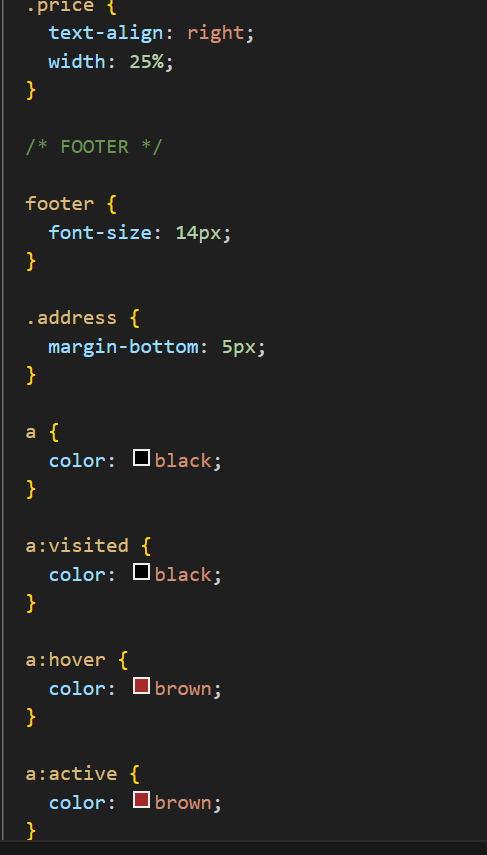 .price {
  text-align: right;
  width: 25%;
}

/* FOOTER */

footer {
  font-size: 14px;
}

.address {
  margin-bottom: 5px;
}

a {
  color: black;
}

a:visited {
  color: black;
}

a:hover {
  color: brown;
}

a:active {
  color: brown;
}